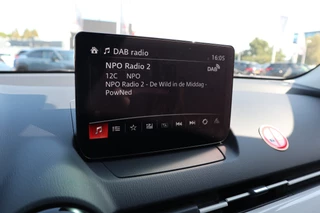 DAB radio
16:05
NPO Radio 2
DAB
12C NPO
NPO Radio 2 - De Wild in de Middag -
PowNed